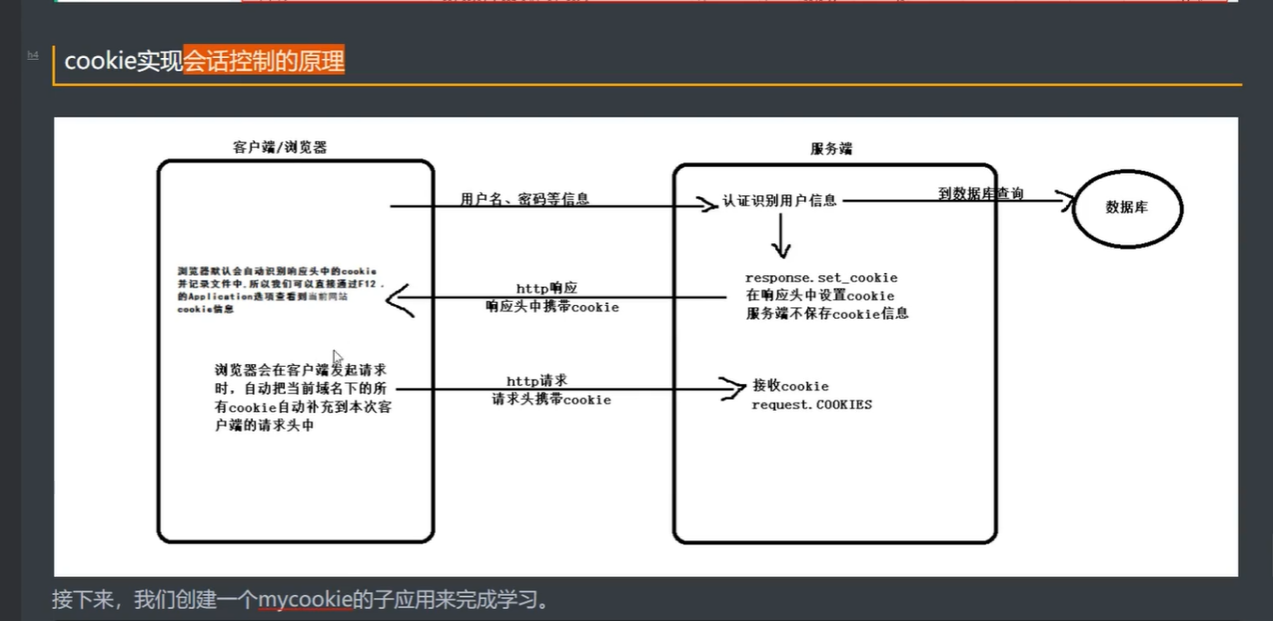 h4
cookie实现会话控制的原理
客户端/浏览器
服务端
用户名、密码等信息
认证识别用户信息
到数据库查询
数据库
浏览器默认会自动识别响应头中的cookie
并记录文件中,所以我们可以直接通过F12，
的Application选项查看到当前网站
cookie信息
http响应
响应头中携带cookie
response.set_cookie
在响应头中设置cookie
服务端不保存cookie信息
浏览器会在客户端发起请求
时，自动把当前域名下的所
有cookie自动补充到本次客
户端的请求头中
http请求
请求头携带cookie
接收cookie
request.COOKIES
接下来，我们创建一个mycookie的子应用来完成学习。